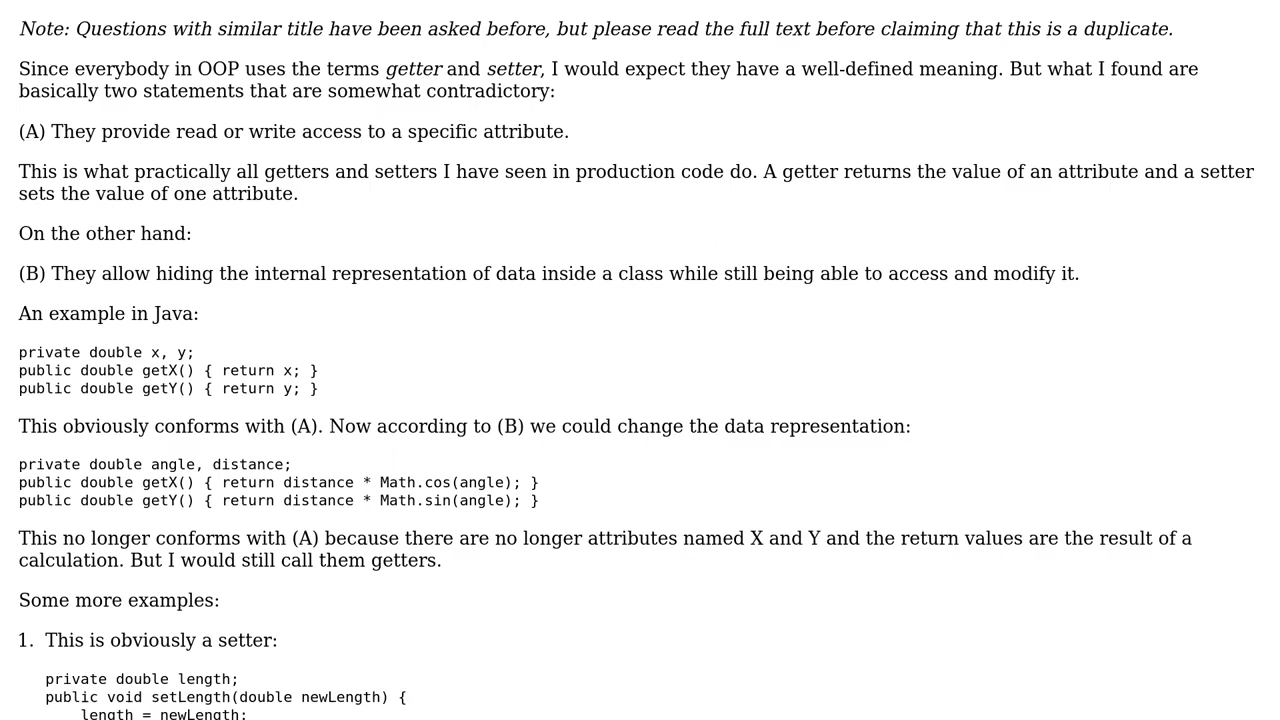 Note: Questions with similar title have been asked before, but please read the full text before claiming that this is a duplicate.
Since everybody in OOP uses the terms getter and setter, I would expect they have a well-defined meaning. But what I found are
basically two statements that are somewhat contradictory:
(A) They provide read or write access to a specific attribute.
This is what practically all getters and setters I have seen in production code do. A getter returns the value of an attribute and a setter
sets the value of one attribute.
On the other hand:
(B) They allow hiding the internal representation of data inside a class while still being able to access and modify it.
An example in Java:
private double x, y;
public double getX() { return x; }
public double getY() { return y; }
This obviously conforms with (A). Now according to (B) we could change the data representation:
private double angle, distance;
public double getX() { return distance * Math.cos(angle); }
public double getY() { return distance * Math.sin(angle); }
This no longer conforms with (A) because there are no longer attributes named X and Y and the return values are the result of a
calculation. But I would still call them getters.
Some more examples:
1. This is obviously a setter:
private double length;
public void setLength(double newLength) {
length = newLength;